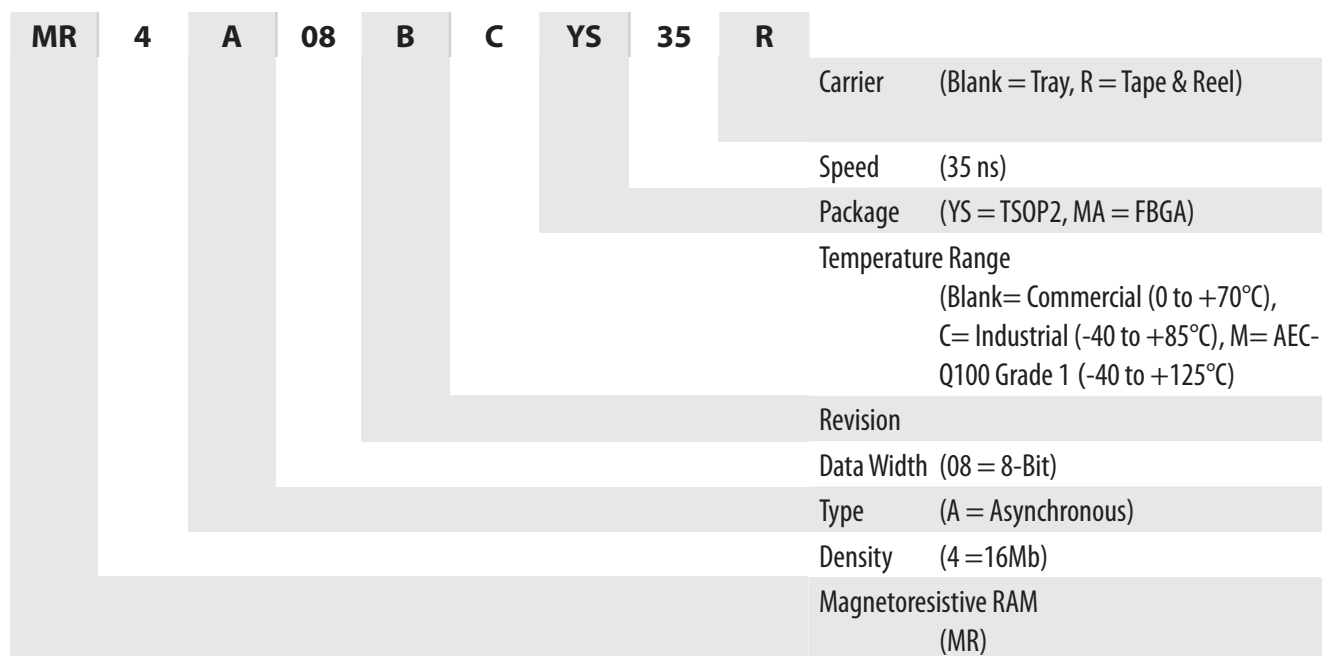 MR 4 A 08 B C YS 35 R
Carrier (Blank = Tray, R = Tape & Reel)
Speed (35 ns)
Package (YS = TSOP2, MA = FBGA)
Temperature Range
(Blank= Commercial (0 to +70°C),
C= Industrial (-40 to +85°C), M= AEC-
Q100 Grade 1 (-40 to +125°C)
Revision
Data Width (08 = 8-Bit)
Type (A = Asynchronous)
Density (4 =16Mb)
Magnetoresistive RAM
(MR)